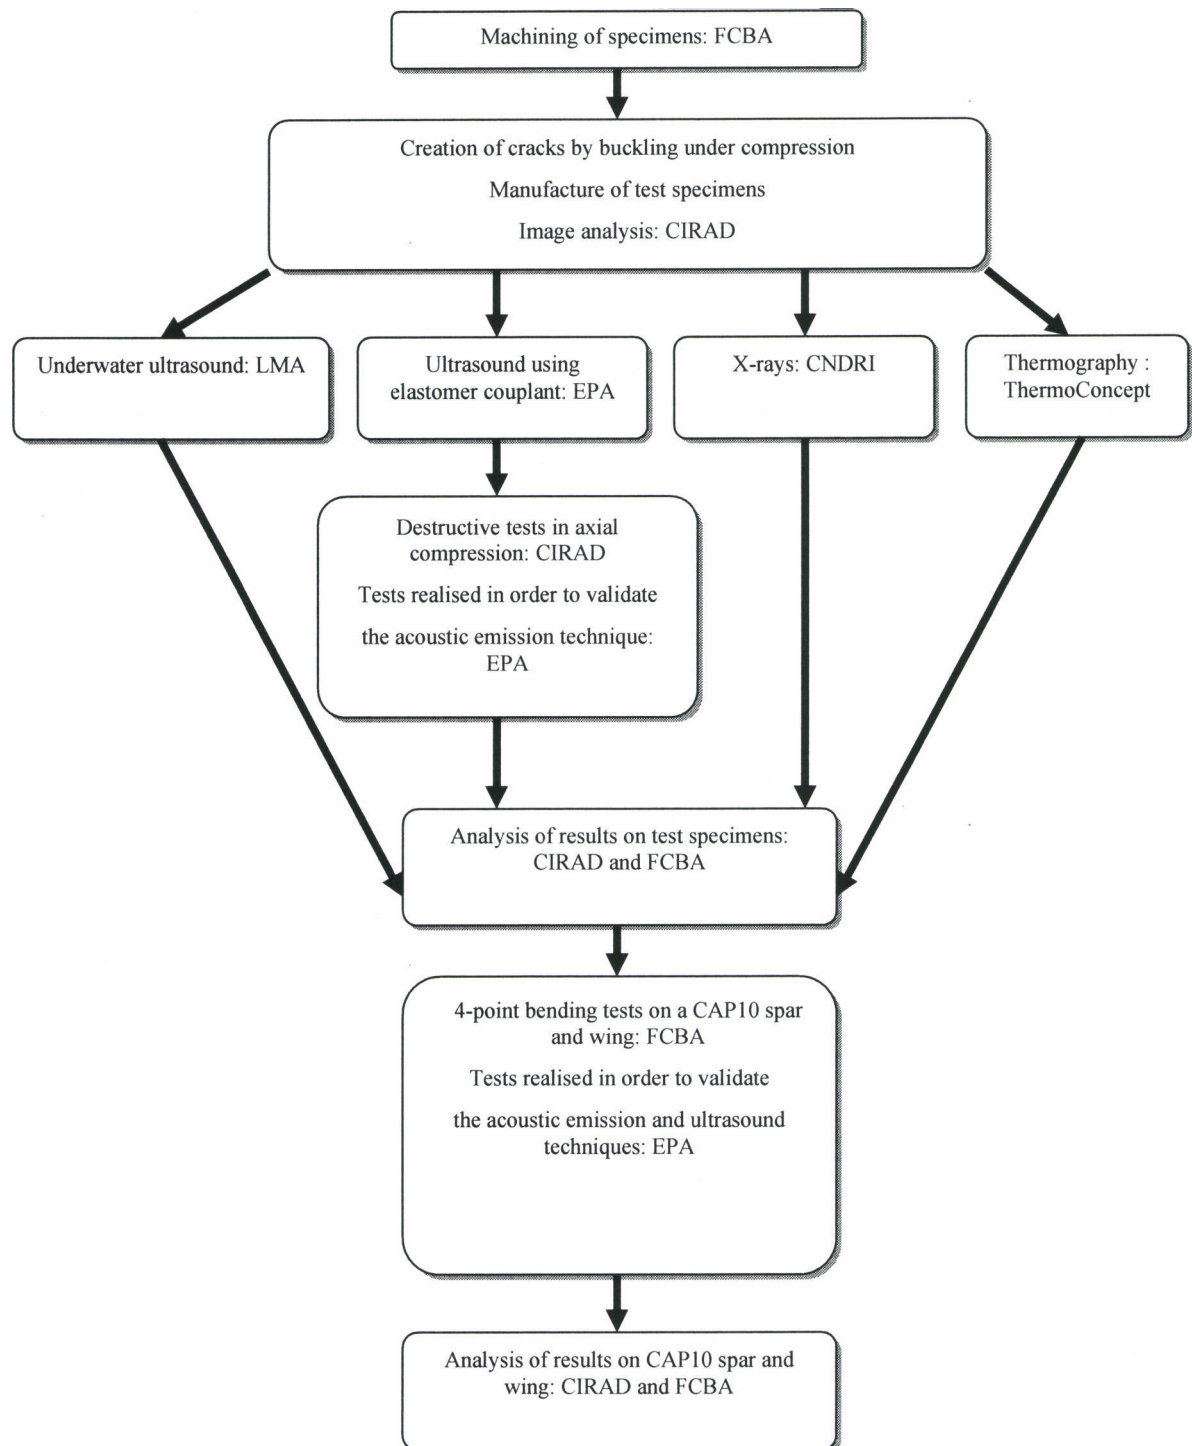 Machining of specimens: FCBA
Creation of cracks by buckling under compression
Manufacture of test specimens
Image analysis: CIRAD
Underwater ultrasound: LMA
Ultrasound using
elastomer couplant: EPA
X-rays: CNDRI
Thermography :
ThermoConcept
Destructive tests in axial
compression: CIRAD
Tests realised in order to validate
the acoustic emission technique:
EPA
Analysis of results on test specimens:
CIRAD and FCBA
4-point bending tests on a CAP10 spar
and wing: FCBA
Tests realised in order to validate
the acoustic emission and ultrasound
techniques: EPA
Analysis of results on CAP10 spar and
wing: CIRAD and FCBA